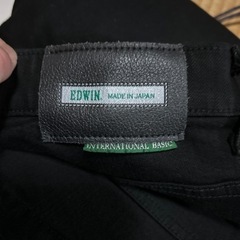 EDWIN. MADE IN JAPAN
INTERNATIONAL BASIC